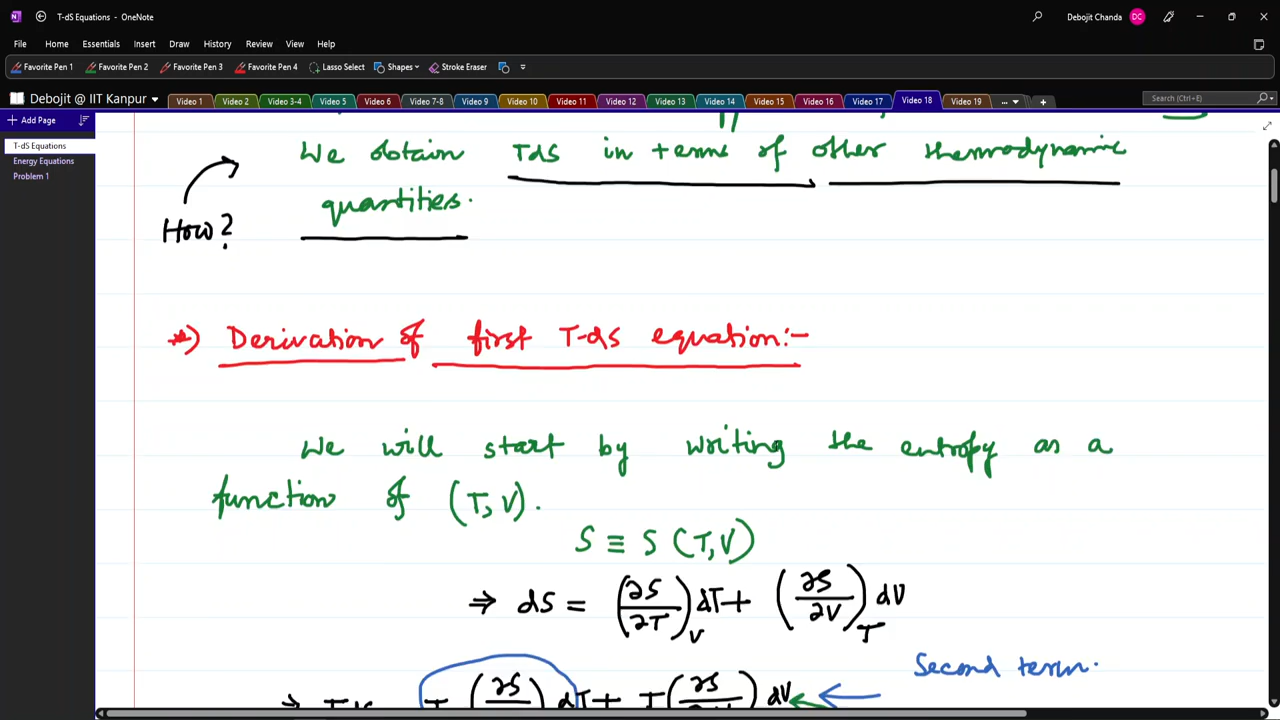 T-dS Equations - OneNote
Debojit Chanda DC
File Home Essentials Insert Draw History Review View Help
Favorite Pen 1 Favorite Pen 2 Favorite Pen 3 Favorite Pen 4 Lasso Select Shapes Stroke Eraser
Debojit @ IIT Kanpur Video 1 Video 2 Video 3-4 Video 5 Video 6 Video 7-8 Video 9 Video 10 Video 11 Video 12 Video 13 Video 14 Video 15 Video 16 Video 17 Video 18 Video 19 ... + Search (Ctrl+E)
+ Add Page
T-dS Equations
Energy Equations
Problem 1
We obtain TdS in terms of other thermodynamic
quantities.
How?
*) Derivation of first T-dS equation:-
We will start by writing the entropy as a
function of (T, V).
S ≡ S (T, V)
⇒ dS = (∂S/∂T)_V dT + (∂S/∂V)_T dV
Second term.